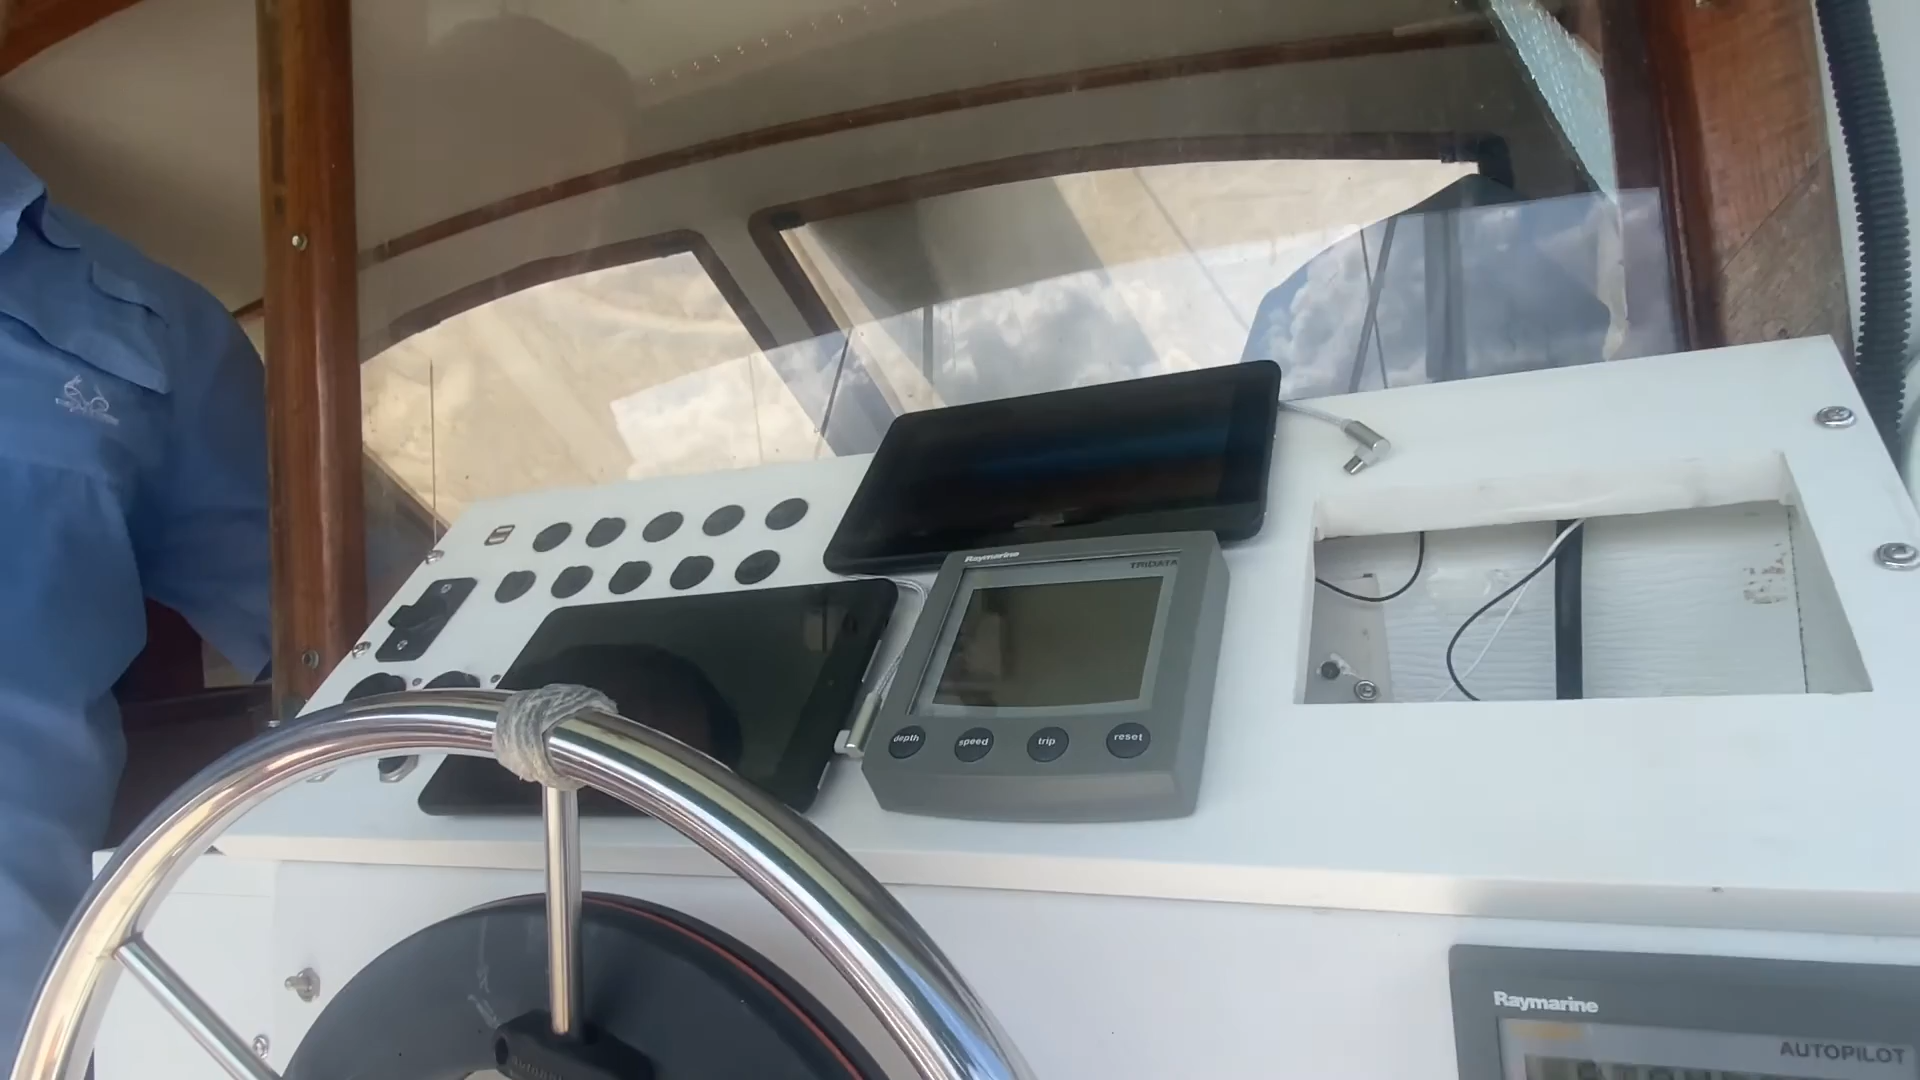 Raymarine
TRIDATA
depth
speed
trip
reset
Raymarine
AUTOPILOT